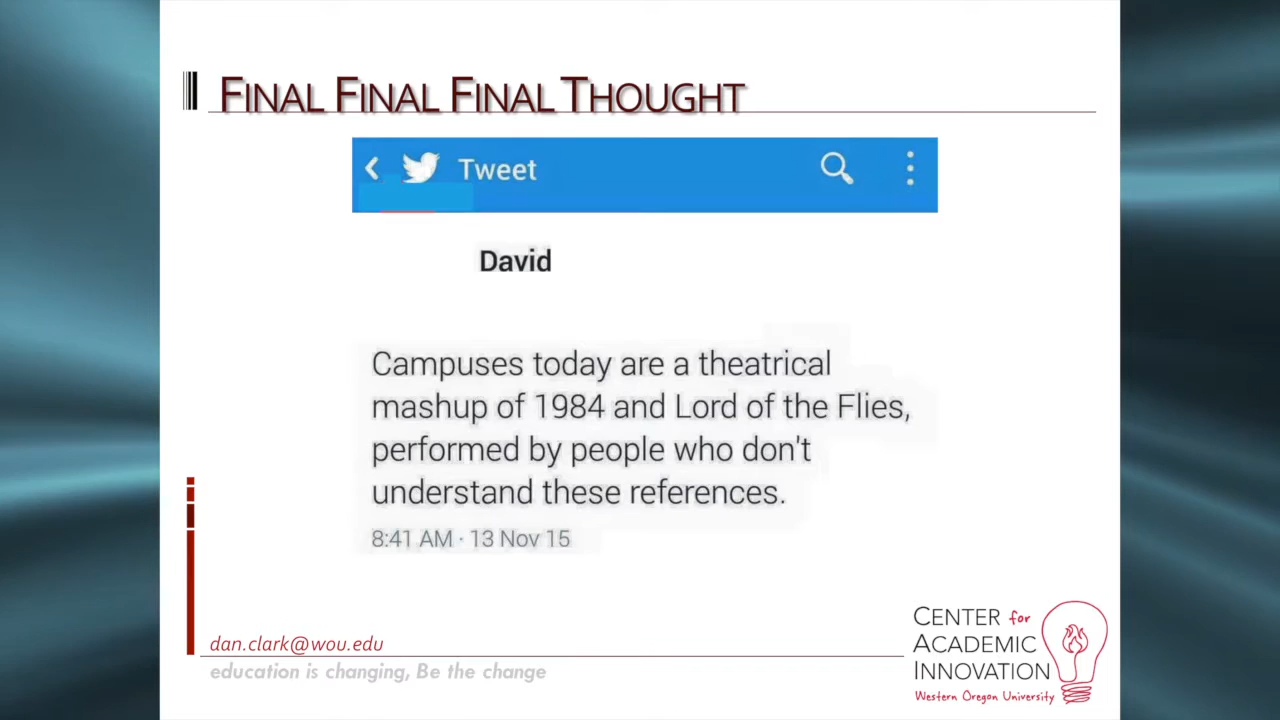 FINAL FINAL FINAL THOUGHT
Tweet
David
Campuses today are a theatrical
mashup of 1984 and Lord of the Flies,
performed by people who don't
understand these references.
8:41 AM · 13 Nov 15
dan.clark@wou.edu
education is changing, Be the change
CENTER for
ACADEMIC
INNOVATION
Western Oregon University